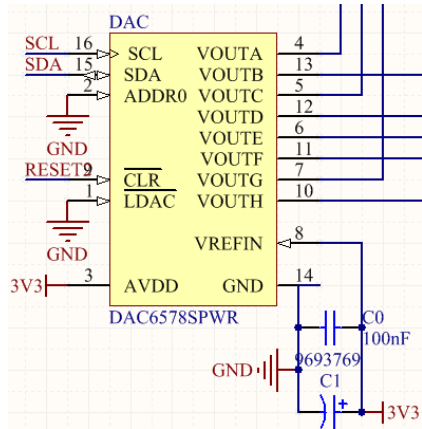 DAC
SCL 16 SCL VOUTA 4
SDA 15 SDA VOUTB 13
2 ADDR0 VOUTC 5
VOUTD 12
GND VOUTE 6
VOUTF 11
RESET 9 CLR VOUTG 7
1 LDAC VOUTH 10
GND
VREFIN 8
3V3 3 AVDD GND 14
DAC6578SPWR
C0
100nF
9693769
GND C1
+ 3V3